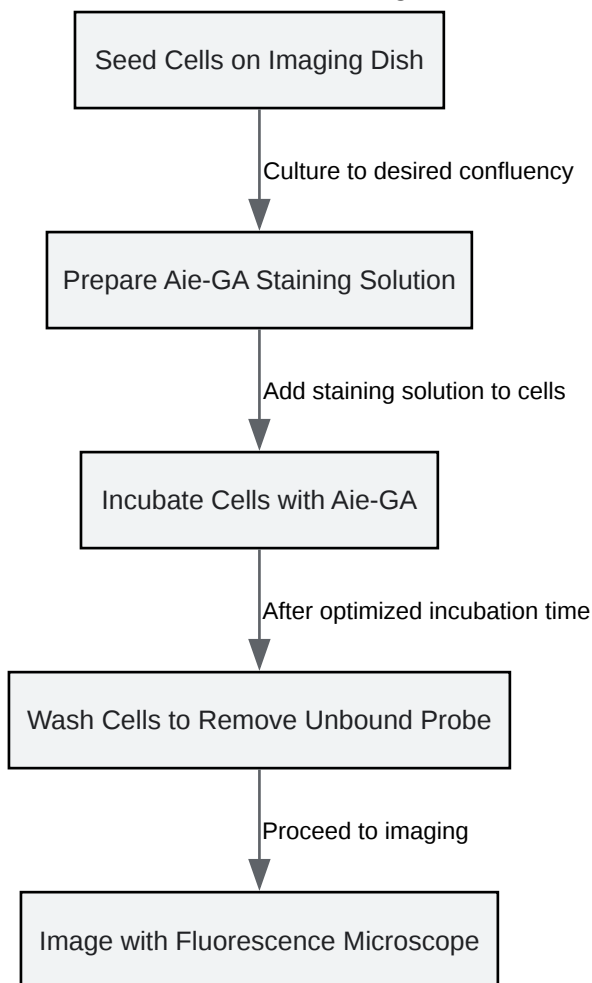 Seed Cells on Imaging Dish
Culture to desired confluency
Prepare Aie-GA Staining Solution
Add staining solution to cells
Incubate Cells with Aie-GA
After optimized incubation time
Wash Cells to Remove Unbound Probe
Proceed to imaging
Image with Fluorescence Microscope